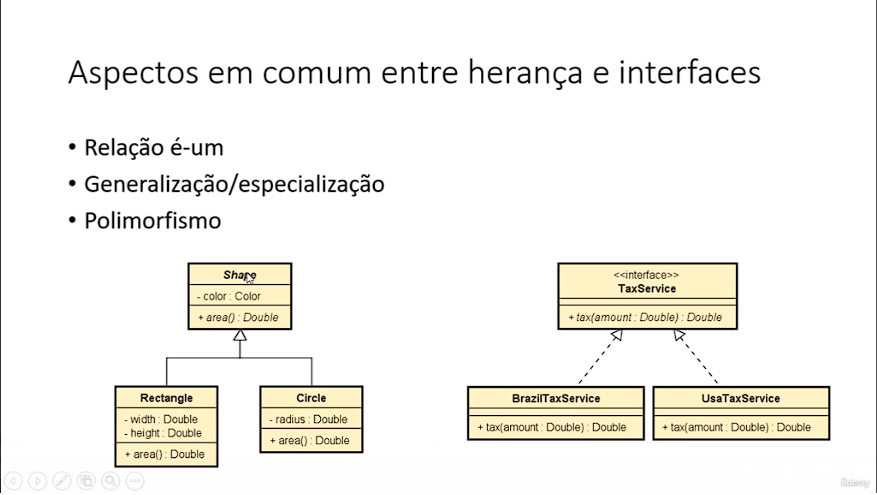 Aspectos em comum entre herança e interfaces
• Relação é-um
• Generalização/especialização
• Polimorfismo
Shape
- color : Color
+ area() : Double
Rectangle
- width : Double
- height : Double
+ area() : Double
Circle
- radius : Double
+ area() : Double
<<interface>>
TaxService
+ tax(amount : Double) : Double
BrazilTaxService
+ tax(amount : Double) : Double
UsaTaxService
+ tax(amount : Double) : Double
ûdemy